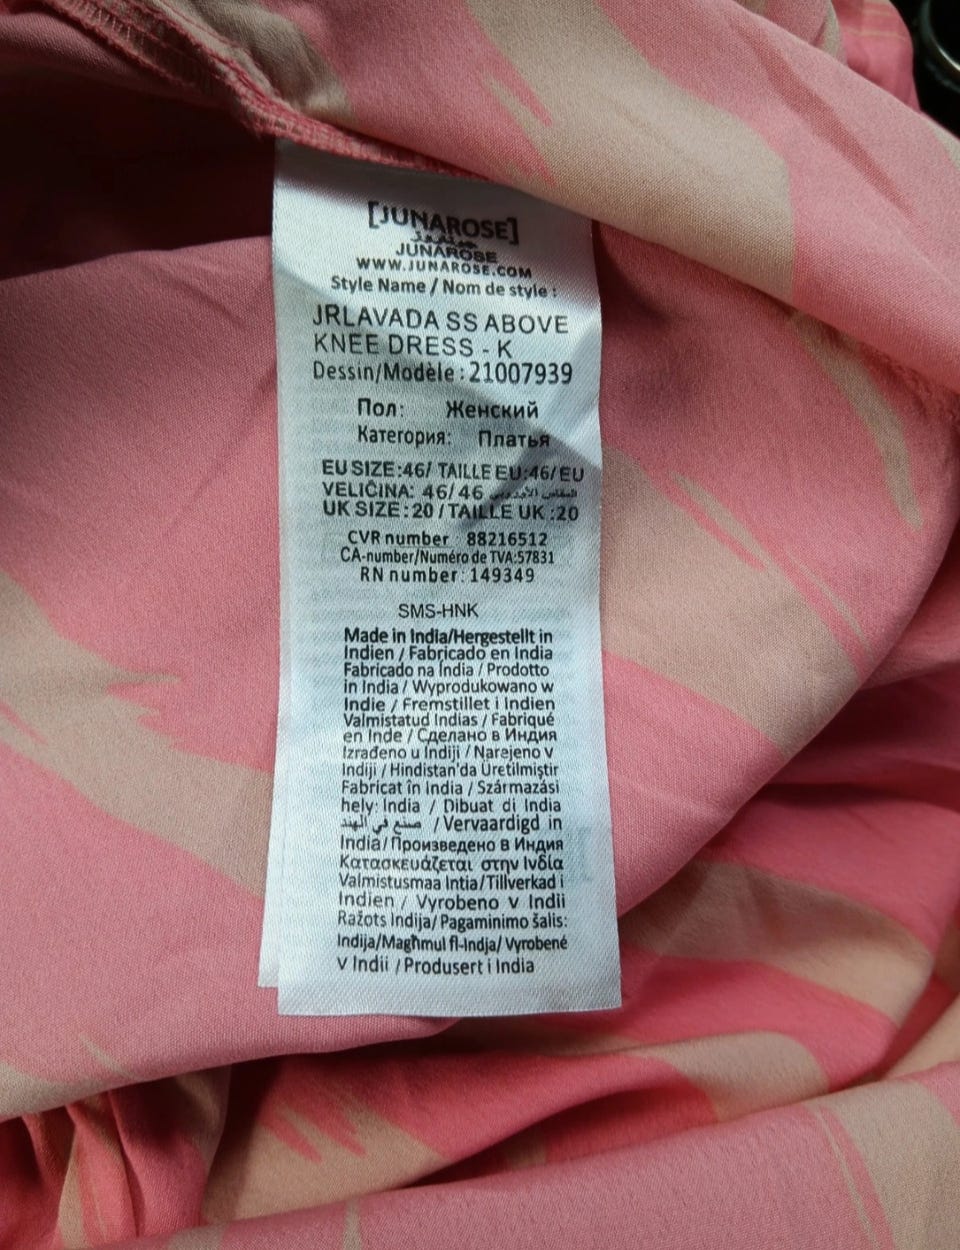 [JUNAROSE]
جونغوز
JUNAROSE
WWW.JUNAROSE.COM
Style Name / Nom de style :
JRLAVADA SS ABOVE
KNEE DRESS - K
Dessin/Modèle : 21007939
Пол: Женский
Категория: Платья
EU SIZE:46/ TAILLE EU:46/EU
VELIČINA: 46/46 المقاس الأوروبي
UK SIZE:20 / TAILLE UK :20
CVR number 88216512
CA-number/Numéro de TVA:57831
RN number: 149349
SMS-HNK
Made in India/Hergestellt in
Indien / Fabricado en India
Fabricado na Índia / Prodotto
in India / Wyprodukowano w
Indie / Fremstillet i Indien
Valmistatud Indias / Fabriqué
en Inde / Сделано в Индия
Izrađeno u Indiji / Narejeno v
Indiji / Hindistan'da Üretilmiştir
Fabricat în India / Származási
hely: India / Dibuat di India
صنع في الهند / Vervaardigd in
India/Произведено в Индия
Κατασκευάζεται στην Ινδία
Valmistusmaa Intia/Tillverkad i
Indien / Vyrobeno v Indii
Ražots Indija/ Pagaminimo šalis:
Indija/Magħmul fl-Indja/ Vyrobené
v Indii / Produsert i India